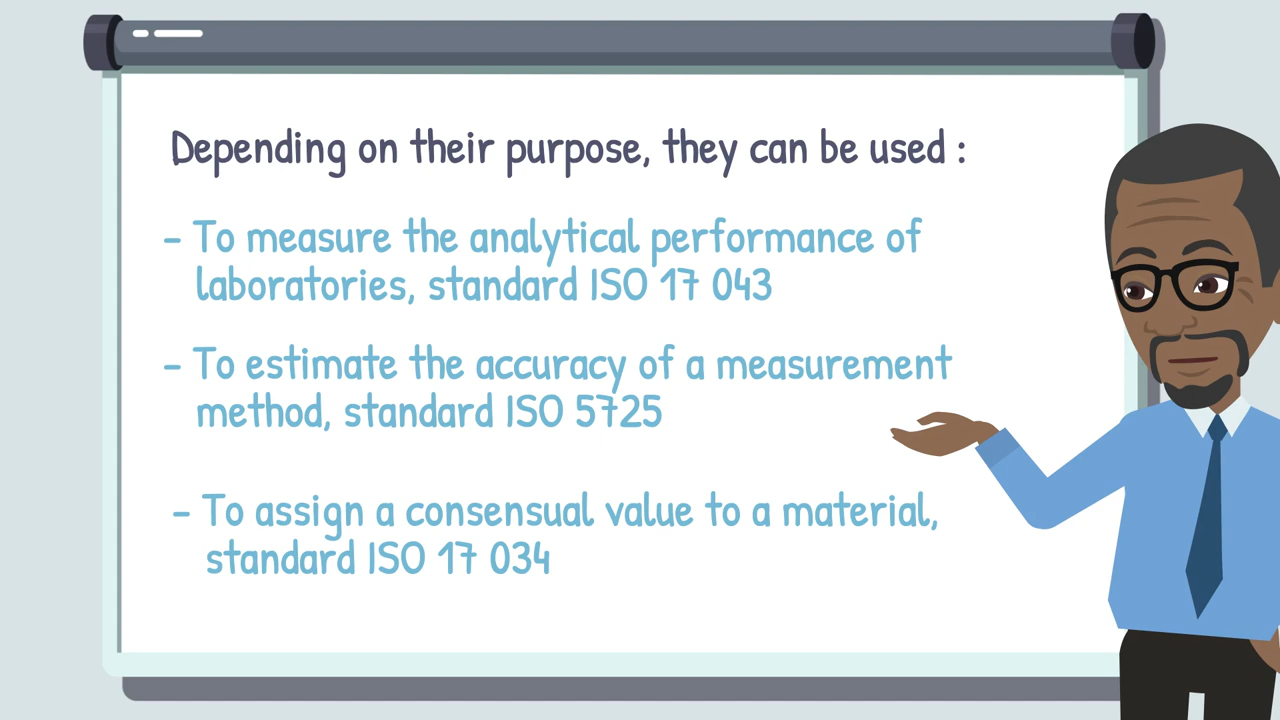 Depending on their purpose, they can be used :
- To measure the analytical performance of
laboratories, standard ISO 17 043
- To estimate the accuracy of a measurement
method, standard ISO 5725
- To assign a consensual value to a material,
standard ISO 17 034